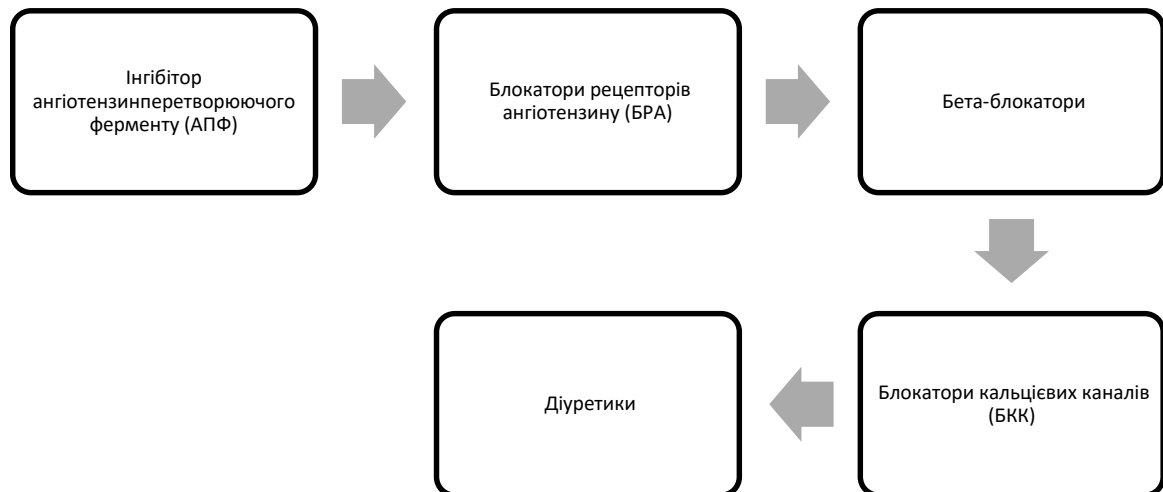 Інгібітор
ангіотензинперетворюючого
ферменту (АПФ)
Блокатори рецепторів
ангіотензину (БРА)
Бета-блокатори
Блокатори кальцієвих каналів
(БКК)
Діуретики